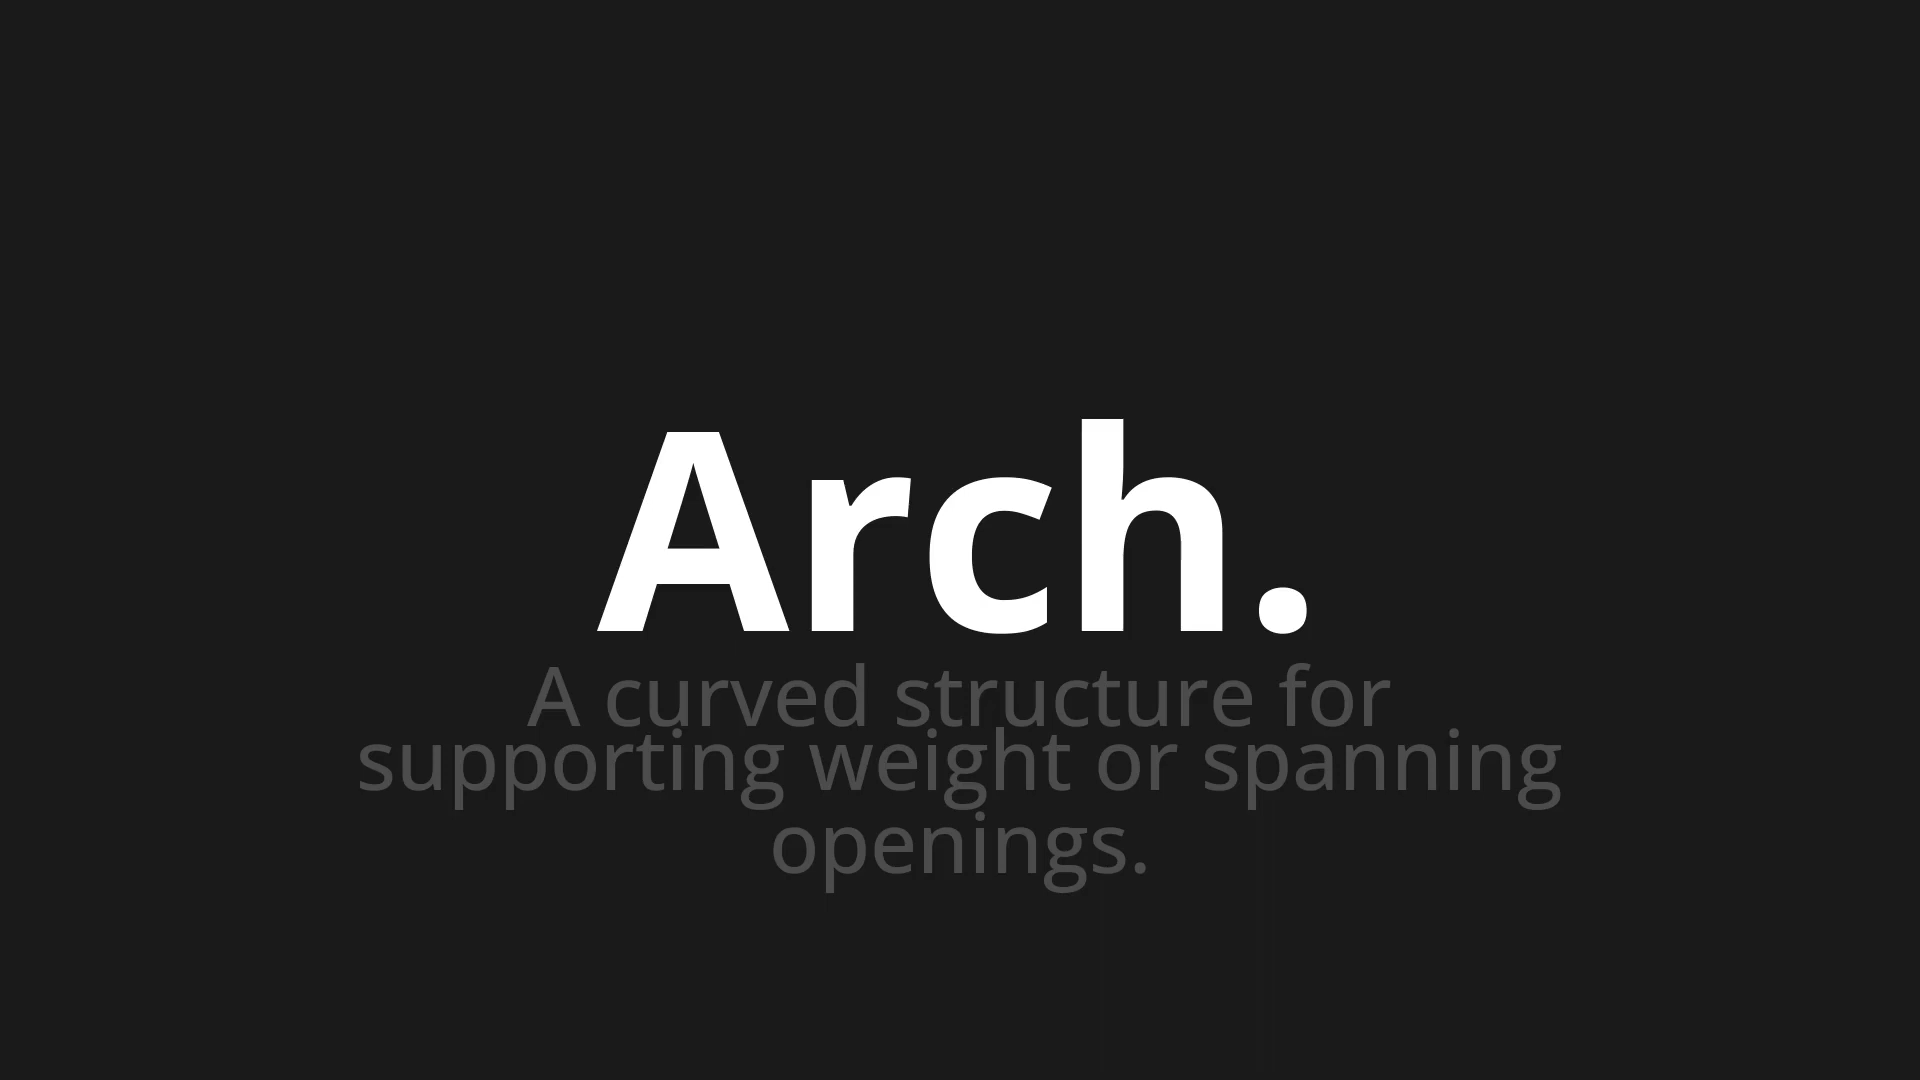 Arch.
A curved structure for
supporting weight or spanning
openings.